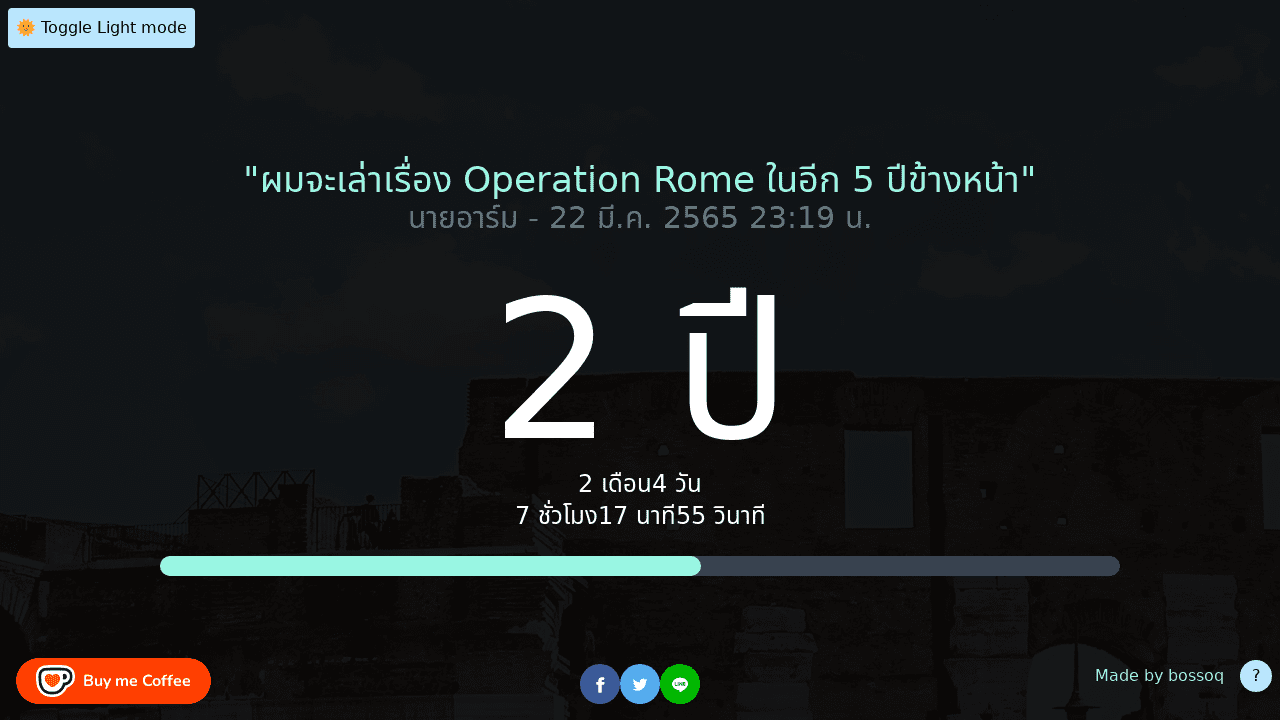 🌞 Toggle Light mode
"ผมจะเล่าเรื่อง Operation Rome ในอีก 5 ปีข้างหน้า"
นายอาร์ม - 22 มี.ค. 2565 23:19 น.
2 ปี
2 เดือน4 วัน
7 ชั่วโมง17 นาที55 วินาที
Buy me Coffee
LINE
Made by bossoq
?